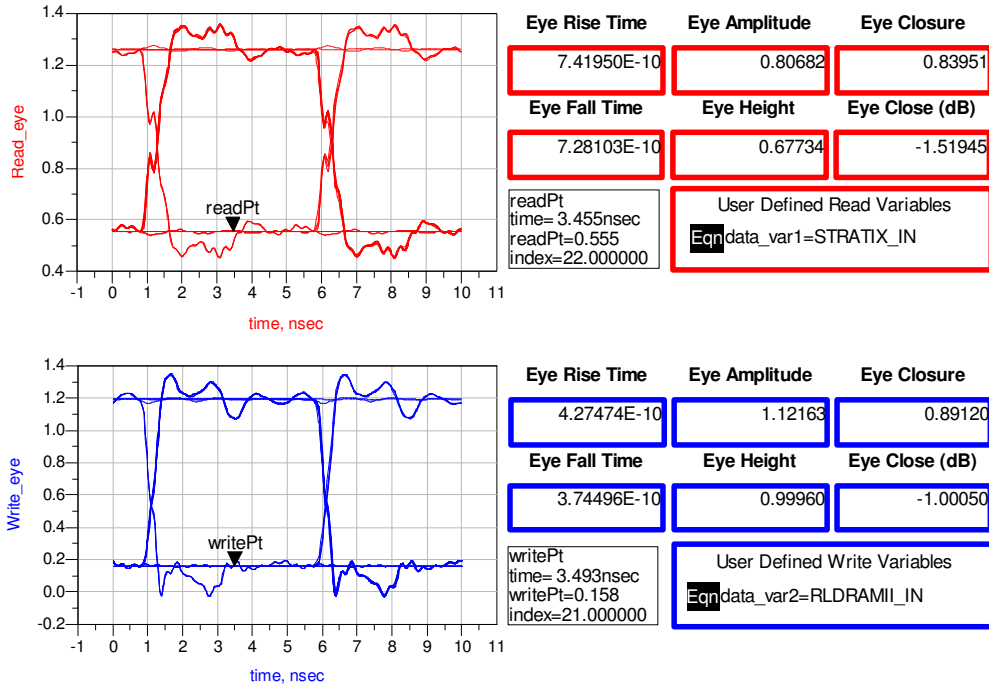 Read_eye
1.4
1.2
1.0
0.8
0.6
0.4
readPt
-1 0 1 2 3 4 5 6 7 8 9 10 11
time, nsec
Eye Rise Time Eye Amplitude Eye Closure
7.41950E-10 0.80682 0.83951
Eye Fall Time Eye Height Eye Close (dB)
7.28103E-10 0.67734 -1.51945
readPt
time= 3.455nsec
readPt=0.555
index=22.000000
User Defined Read Variables
Eqn data_var1=STRATIX_IN
Write_eye
1.4
1.2
1.0
0.8
0.6
0.4
0.2
0.0
-0.2
writePt
-1 0 1 2 3 4 5 6 7 8 9 10 11
time, nsec
Eye Rise Time Eye Amplitude Eye Closure
4.27474E-10 1.12163 0.89120
Eye Fall Time Eye Height Eye Close (dB)
3.74496E-10 0.99960 -1.00050
writePt
time= 3.493nsec
writePt=0.158
index=21.000000
User Defined Write Variables
Eqn data_var2=RLDRAMII_IN